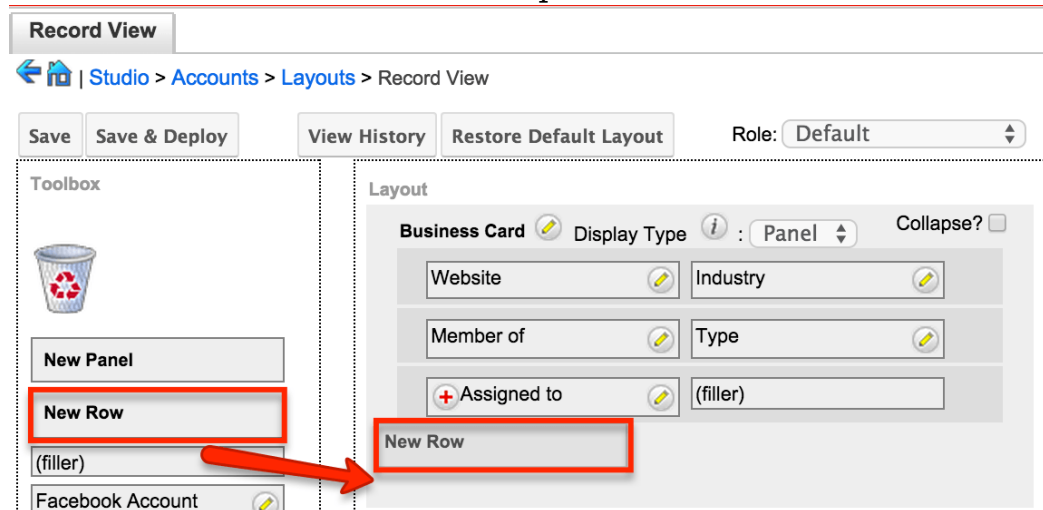 Record View
| Studio > Accounts > Layouts > Record View
Save Save & Deploy View History Restore Default Layout Role: Default
Toolbox
Layout
Business Card Display Type i : Panel Collapse?
Website Industry
Member of Type
New Panel
Assigned to (filler)
New Row
New Row
(filler)
Facebook Account